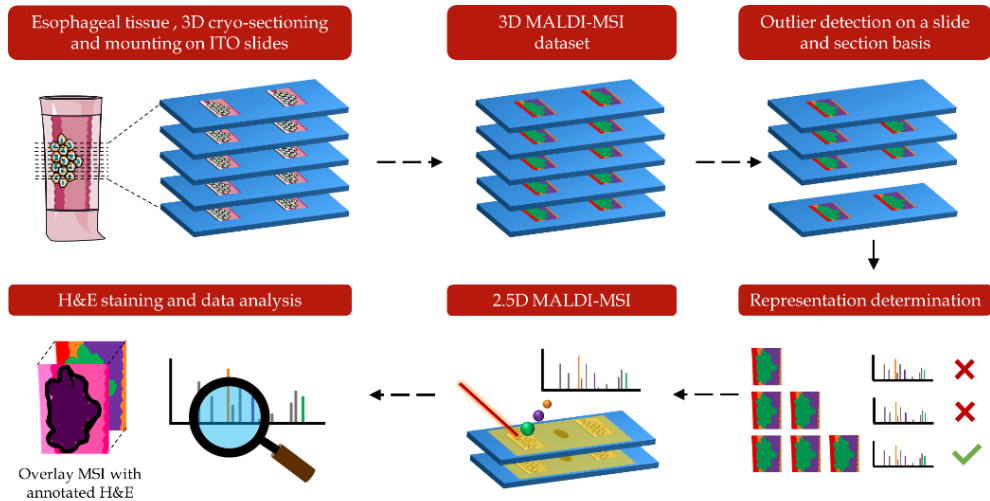 Esophageal tissue , 3D cryo-sectioning
and mounting on ITO slides
3D MALDI-MSI
dataset
Outlier detection on a slide
and section basis
H&E staining and data analysis
2.5D MALDI-MSI
Representation determination
Overlay MSI with
annotated H&E